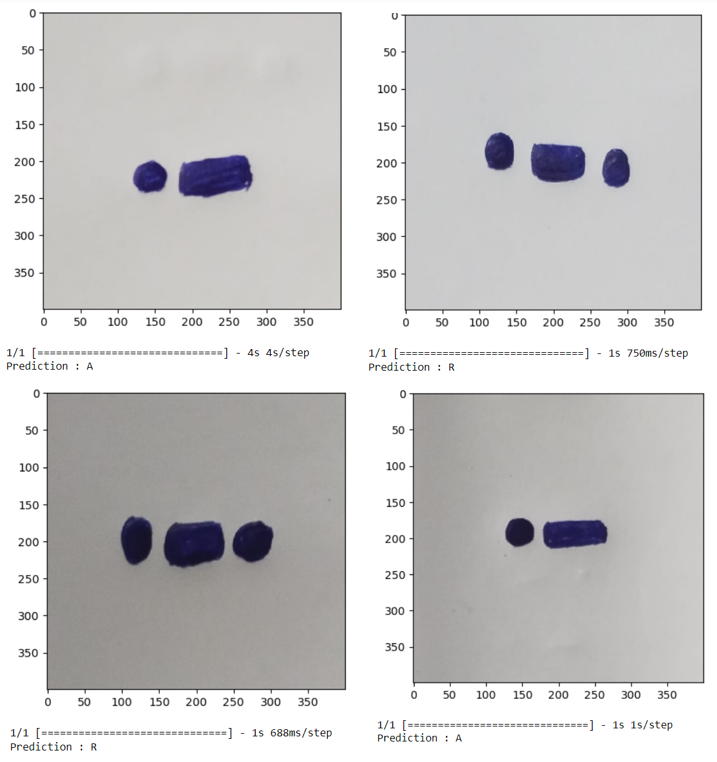 0
50
100
150
200
250
300
350
0 50 100 150 200 250 300 350
1/1 [==============================] - 4s 4s/step
Prediction : A
0
50
100
150
200
250
300
350
0 50 100 150 200 250 300 350
1/1 [==============================] - 1s 750ms/step
Prediction : R
0
50
100
150
200
250
300
350
0 50 100 150 200 250 300 350
1/1 [==============================] - 1s 688ms/step
Prediction : R
0
50
100
150
200
250
300
350
0 50 100 150 200 250 300 350
1/1 [==============================] - 1s 1s/step
Prediction : A